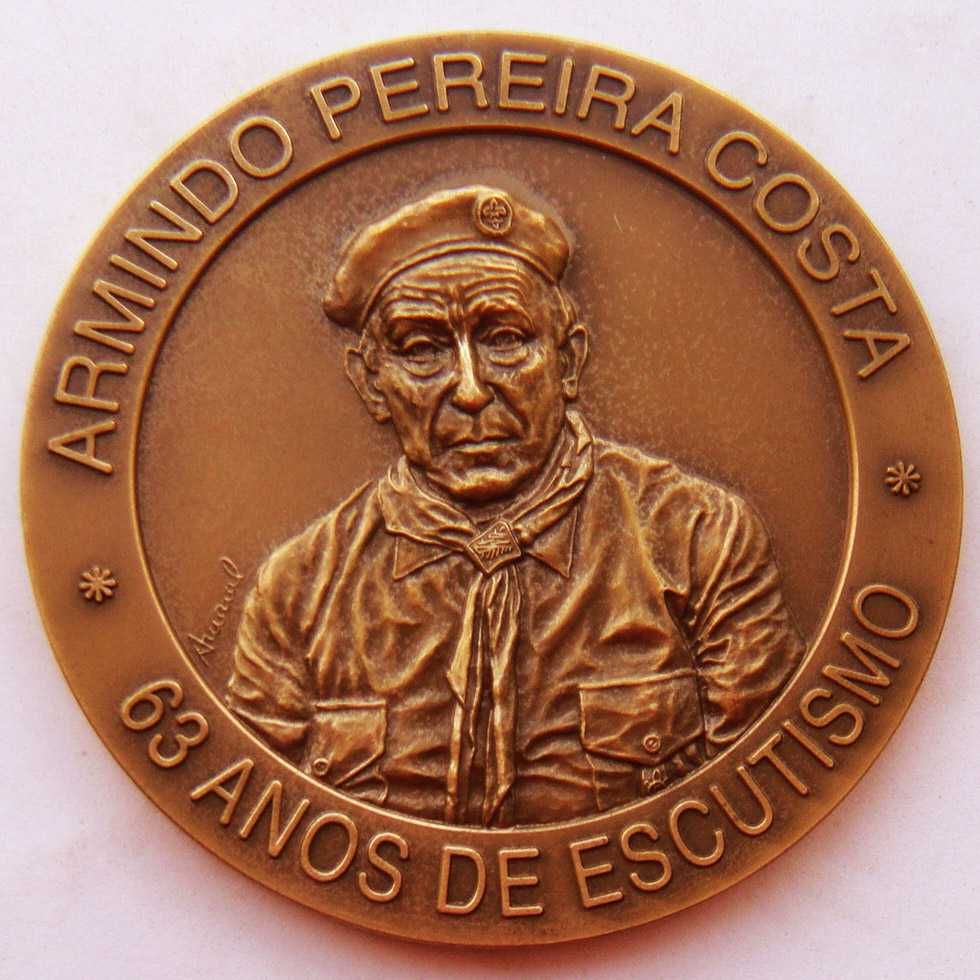 ARMINDO PEREIRA COSTA
* 63 ANOS DE ESCUTISMO *